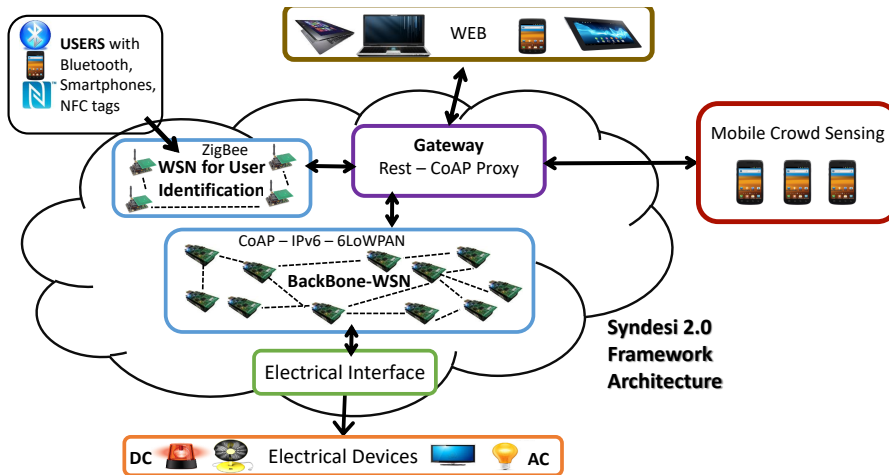 USERS with
Bluetooth,
Smartphones,
NFC tags
WEB
ZigBee
WSN for User
Identification
Gateway
Rest – CoAP Proxy
Mobile Crowd Sensing
CoAP – IPv6 – 6LoWPAN
BackBone-WSN
Syndesi 2.0
Framework
Architecture
Electrical Interface
DC
Electrical Devices
AC